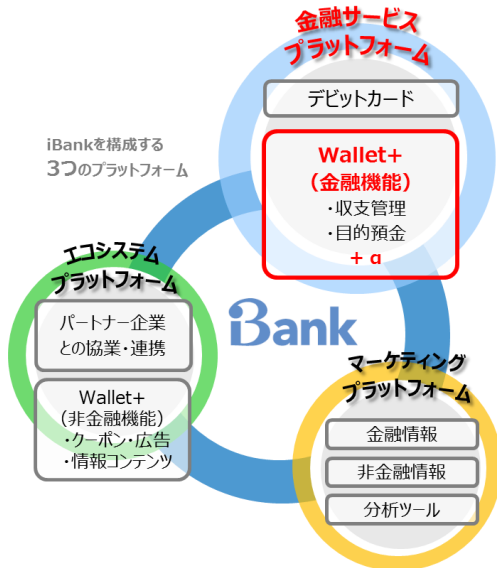 金融サービス
プラットフォーム
デビットカード
Wallet+
（金融機能）
・収支管理
・目的預金
+ α
iBankを構成する
3つのプラットフォーム
エコシステム
プラットフォーム
パートナー企業
との協業・連携
Wallet+
（非金融機能）
・クーポン・広告
・情報コンテンツ
iBank
マーケティング
プラットフォーム
金融情報
非金融情報
分析ツール